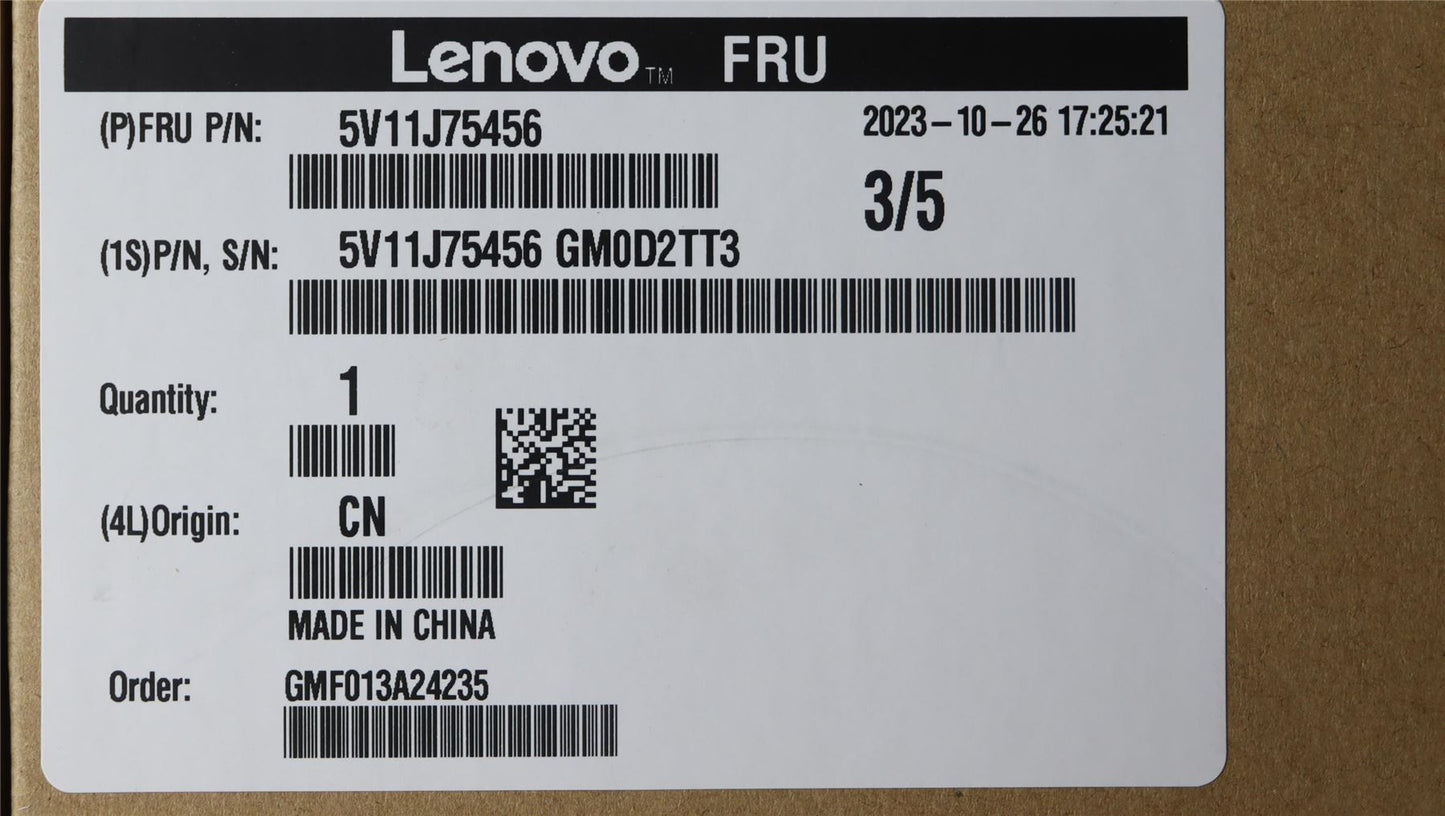 Lenovo™ FRU
(P)FRU P/N: 5V11J75456 2023-10-26 17:25:21
3/5
(1S)P/N, S/N: 5V11J75456 GM0D2TT3
Quantity: 1
(4L)Origin: CN
MADE IN CHINA
Order: GMF013A24235